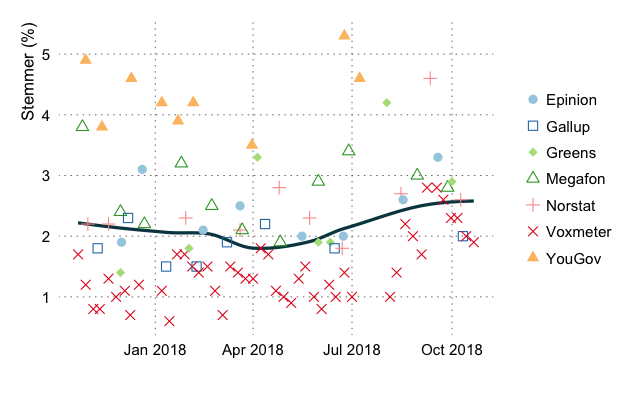 Stemmer (%)
5
4
3
2
1
Jan 2018
Apr 2018
Jul 2018
Oct 2018
Epinion
Gallup
Greens
Megafon
Norstat
Voxmeter
YouGov